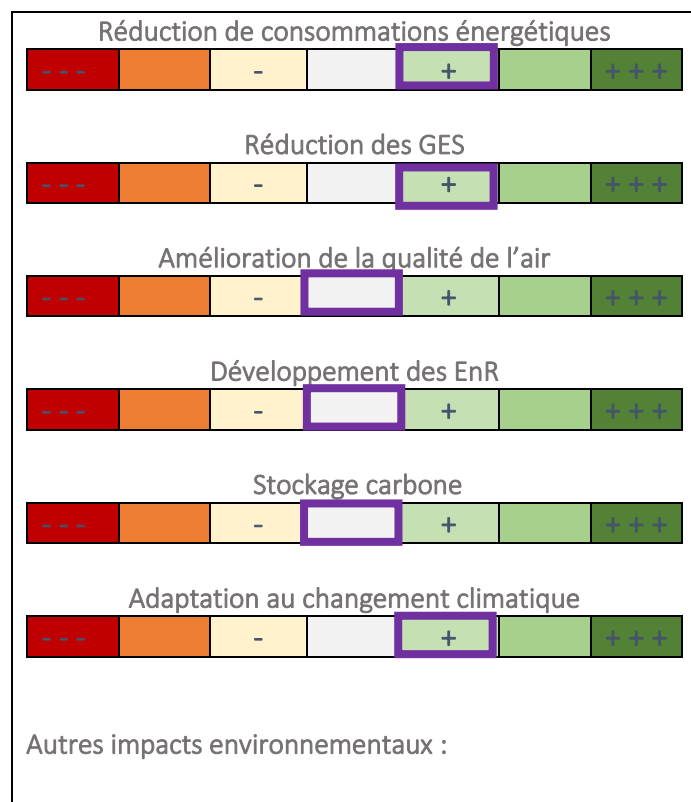 Réduction de consommations énergétiques
- - - - + + + +
Réduction des GES
- - - - + + + +
Amélioration de la qualité de l’air
- - - - + + + +
Développement des EnR
- - - - + + + +
Stockage carbone
- - - - + + + +
Adaptation au changement climatique
- - - - + + + +
Autres impacts environnementaux :